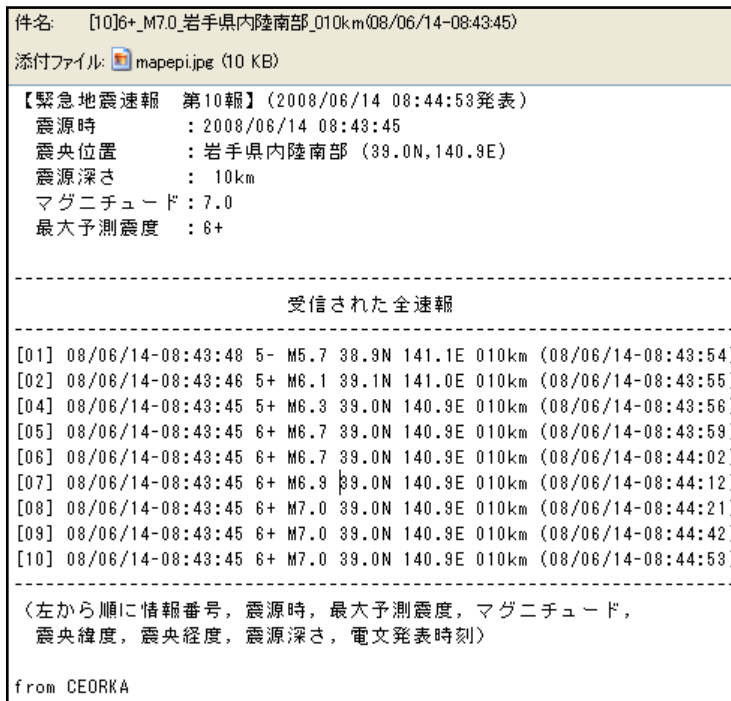 件名: [10]6+_M7.0_岩手県内陸南部_010km(08/06/14-08:43:45)
添付ファイル: mapepi.jpg (10 KB)
【緊急地震速報 第10報】(2008/06/14 08:44:53発表)
震源時 : 2008/06/14 08:43:45
震央位置 : 岩手県内陸南部 (39.0N,140.9E)
震源深さ : 10km
マグニチュード : 7.0
最大予測震度 : 6+
--------------------------------------------------------------------
受信された全速報
--------------------------------------------------------------------
[01] 08/06/14-08:43:48 5- M5.7 38.9N 141.1E 010km (08/06/14-08:43:54)
[02] 08/06/14-08:43:46 5+ M6.1 39.1N 141.0E 010km (08/06/14-08:43:55)
[04] 08/06/14-08:43:45 5+ M6.3 39.0N 140.9E 010km (08/06/14-08:43:56)
[05] 08/06/14-08:43:45 6+ M6.7 39.0N 140.9E 010km (08/06/14-08:43:59)
[06] 08/06/14-08:43:45 6+ M6.7 39.0N 140.9E 010km (08/06/14-08:44:02)
[07] 08/06/14-08:43:45 6+ M6.9 39.0N 140.9E 010km (08/06/14-08:44:12)
[08] 08/06/14-08:43:45 6+ M7.0 39.0N 140.9E 010km (08/06/14-08:44:21)
[09] 08/06/14-08:43:45 6+ M7.0 39.0N 140.9E 010km (08/06/14-08:44:42)
[10] 08/06/14-08:43:45 6+ M7.0 39.0N 140.9E 010km (08/06/14-08:44:53)
--------------------------------------------------------------------
(左から順に情報番号, 震源時, 最大予測震度, マグニチュード,
震央緯度, 震央経度, 震源深さ, 電文発表時刻)
from CEORKA